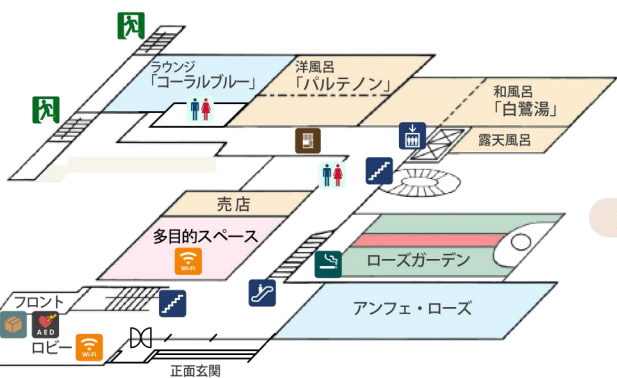 ラウンジ
「コーラルブルー」
洋風呂
「パルテノン」
和風呂
「白鷺湯」
露天風呂
売店
多目的スペース
Wi-Fi
ローズガーデン
アンフェ・ローズ
フロント
AED
ロビー
Wi-Fi
正面玄関